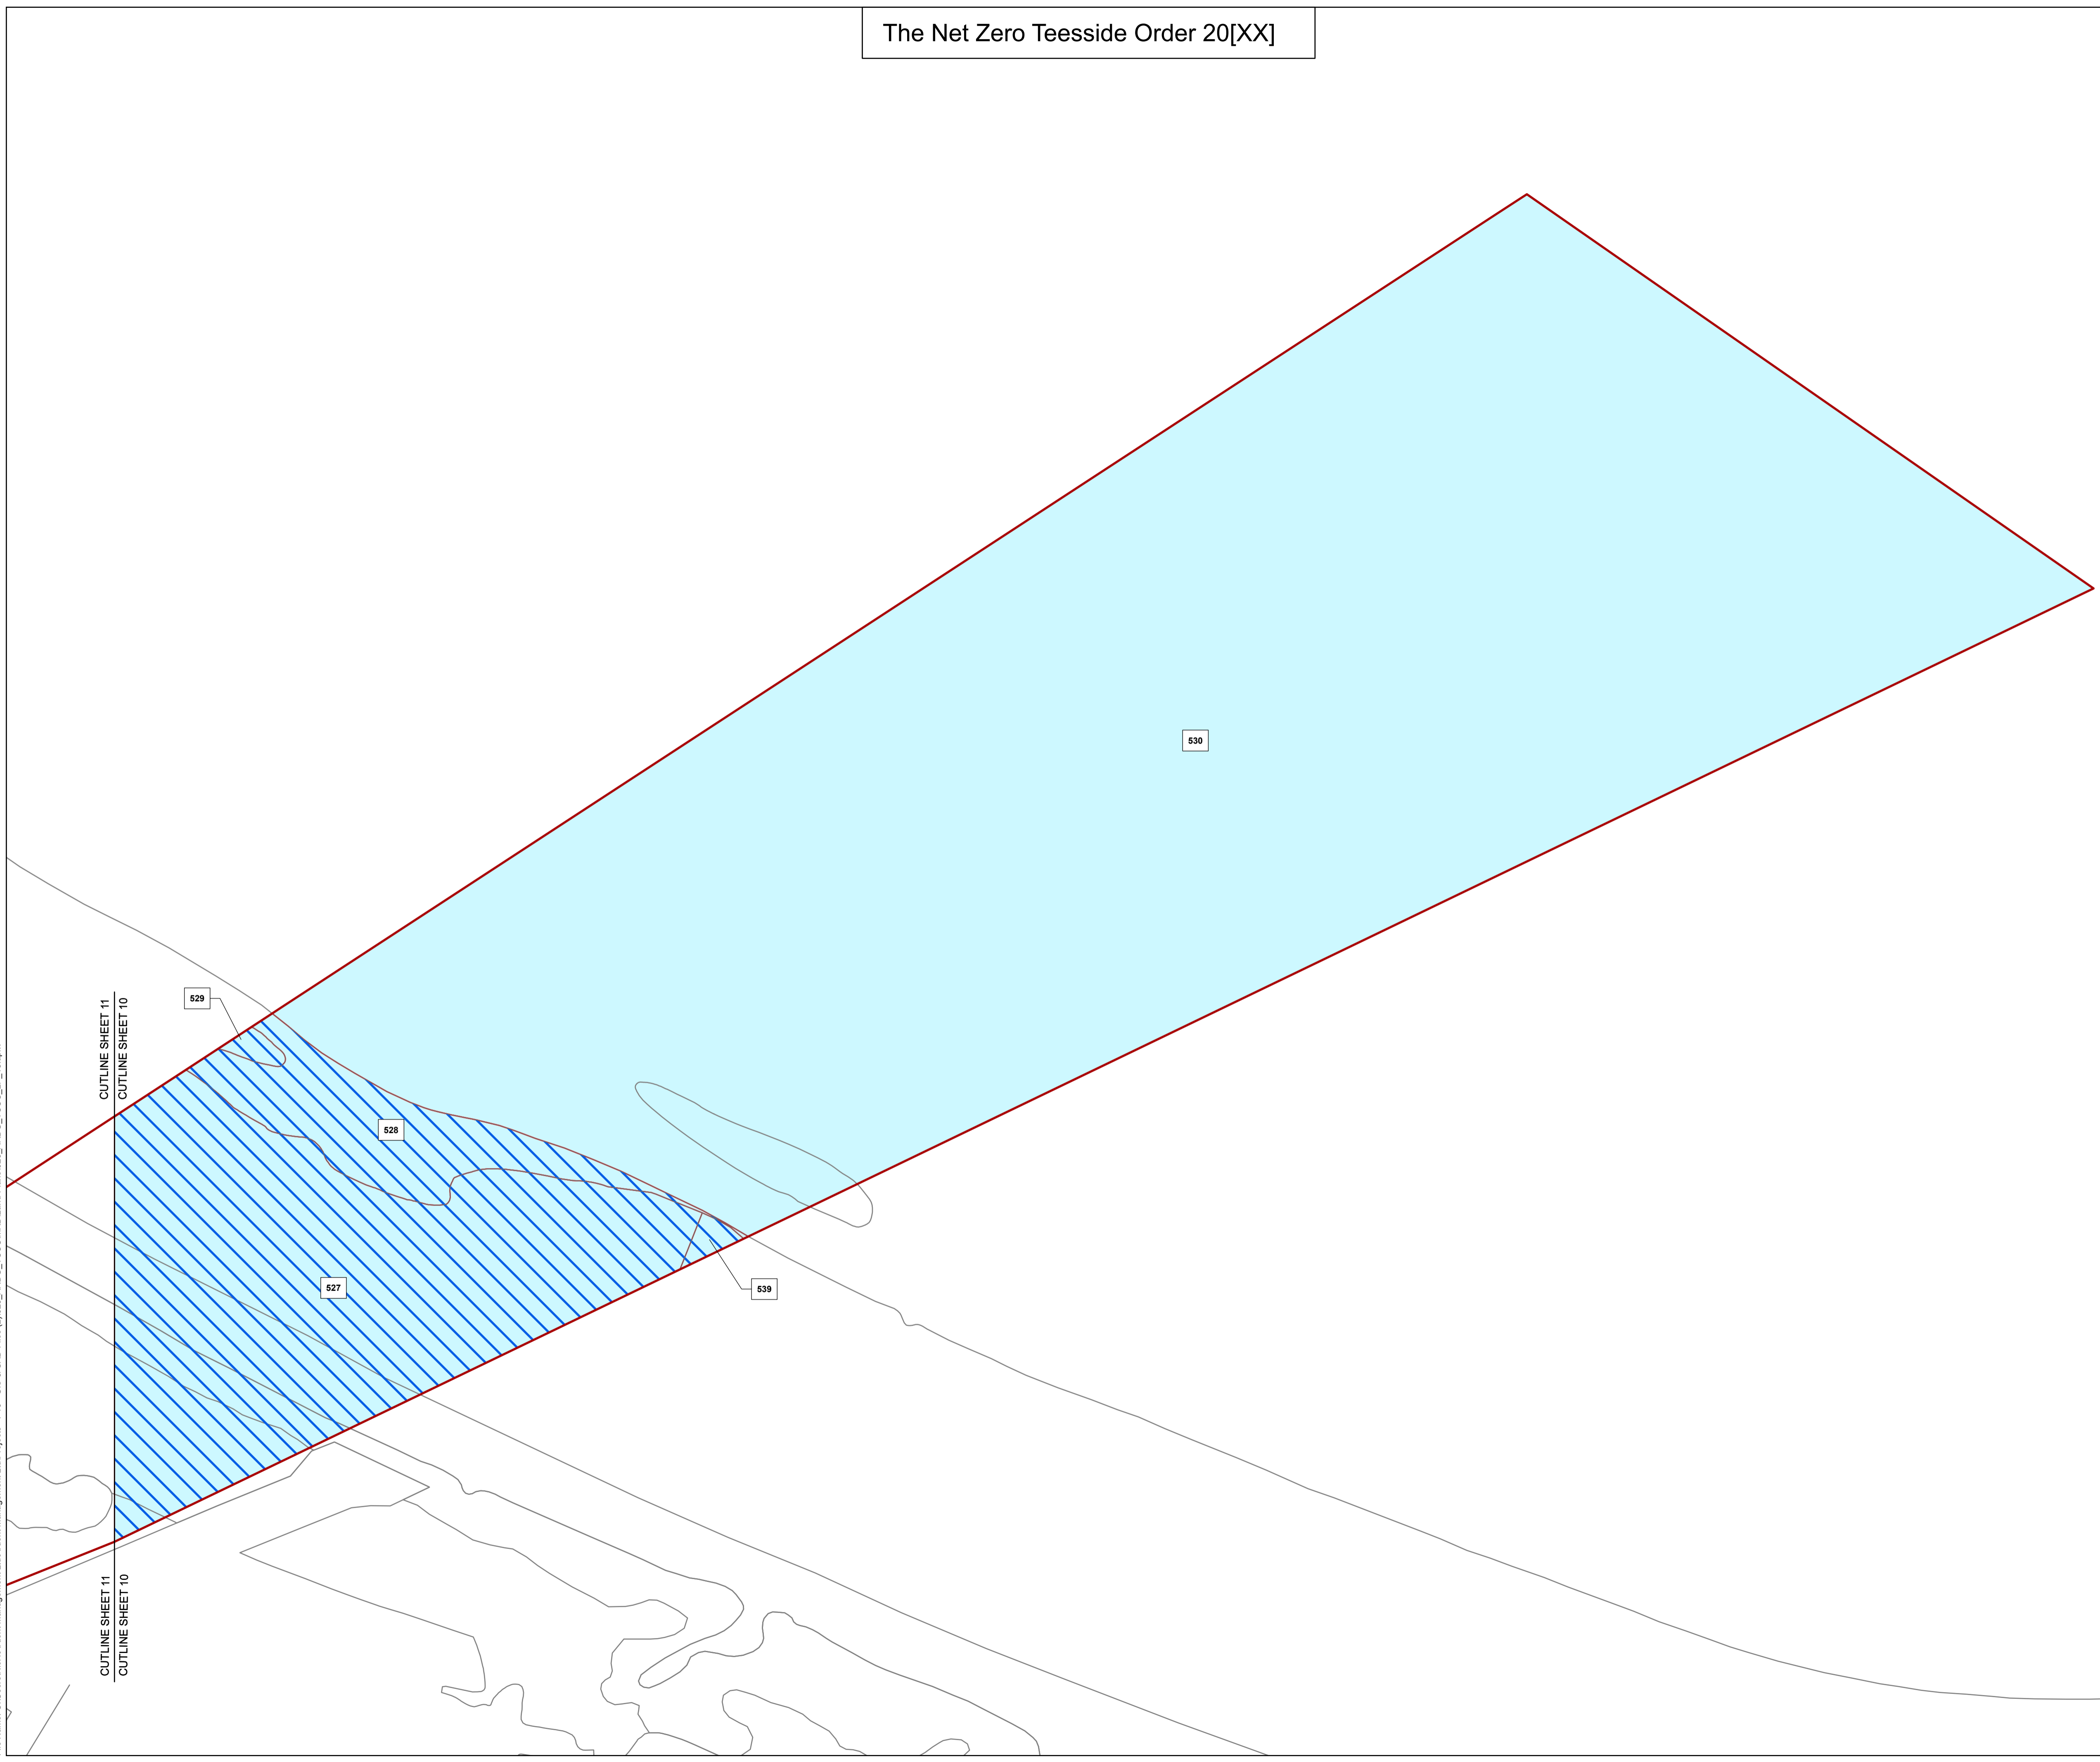 The Net Zero Teesside Order 20[XX]
530
529
CUTLINE SHEET 11
CUTLINE SHEET 10
528
527
539
CUTLINE SHEET 11
CUTLINE SHEET 10